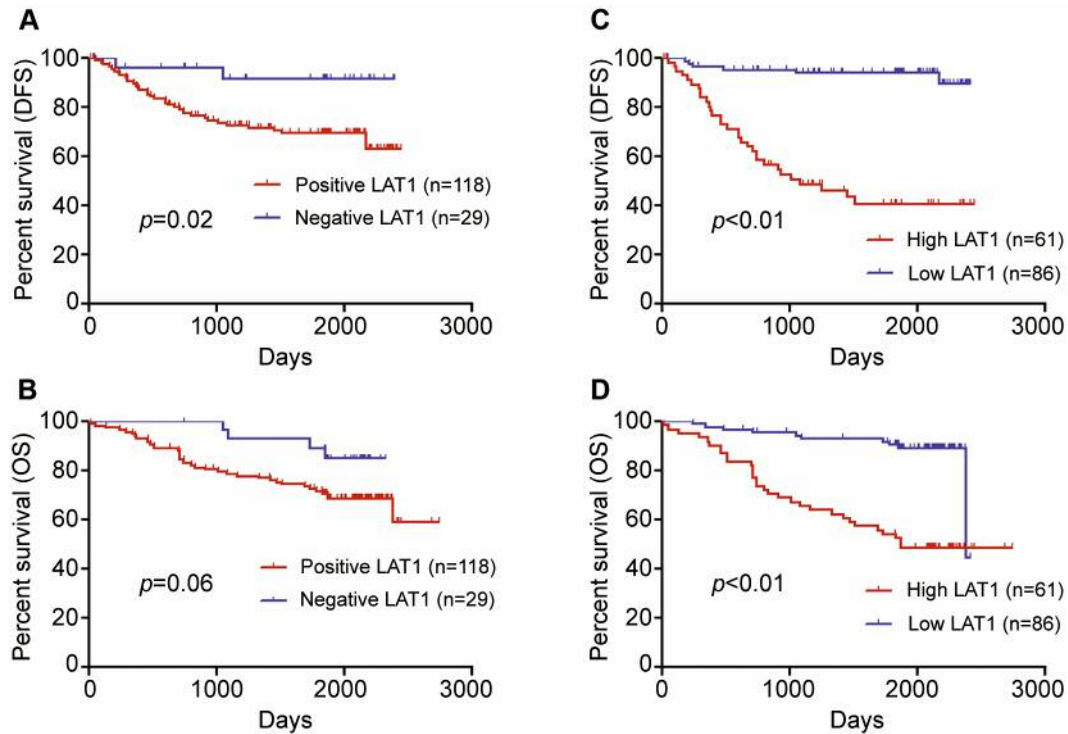 A
Percent survival (DFS)
100
80
60
40
20
0
Positive LAT1 (n=118)
Negative LAT1 (n=29)
p=0.02
0 1000 2000 3000
Days
C
Percent survival (DFS)
100
80
60
40
20
0
p<0.01
High LAT1 (n=61)
Low LAT1 (n=86)
0 1000 2000 3000
Days
B
Percent survival (OS)
100
80
60
40
20
0
p=0.06
Positive LAT1 (n=118)
Negative LAT1 (n=29)
0 1000 2000 3000
Days
D
Percent survival (OS)
100
80
60
40
20
0
p<0.01
High LAT1 (n=61)
Low LAT1 (n=86)
0 1000 2000 3000
Days